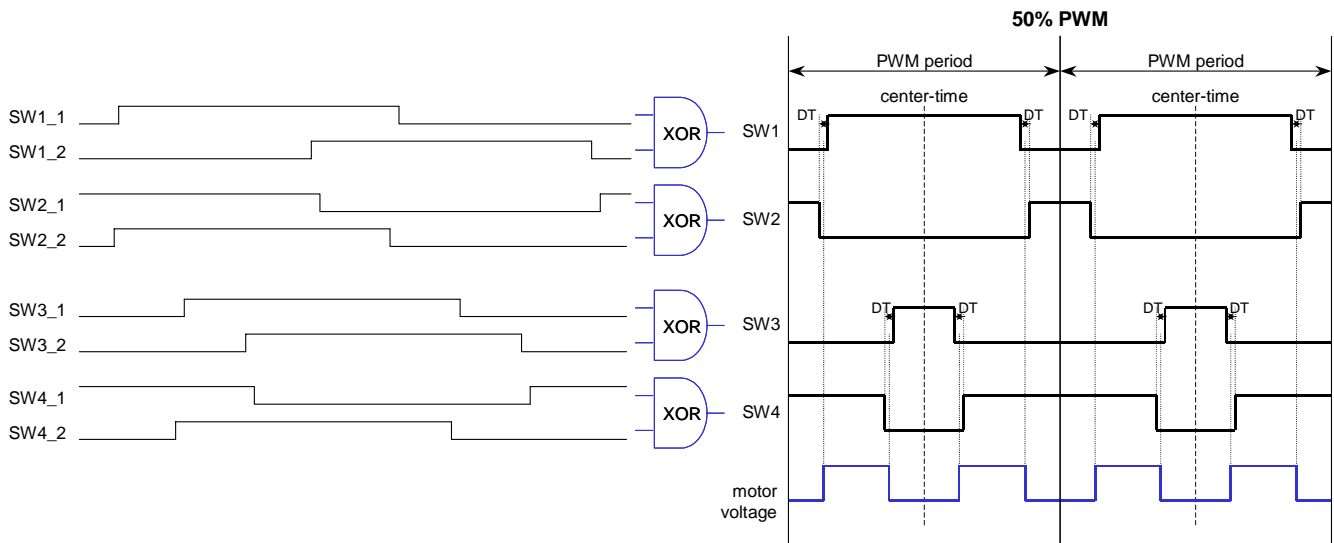 50% PWM
PWM period
PWM period
center-time
center-time
DT
DT
DT
DT
SW1_1
SW1_2
XOR
SW1
SW2_1
SW2_2
XOR
SW2
DT
DT
DT
DT
SW3_1
SW3_2
XOR
SW3
SW4_1
SW4_2
XOR
SW4
motor
voltage